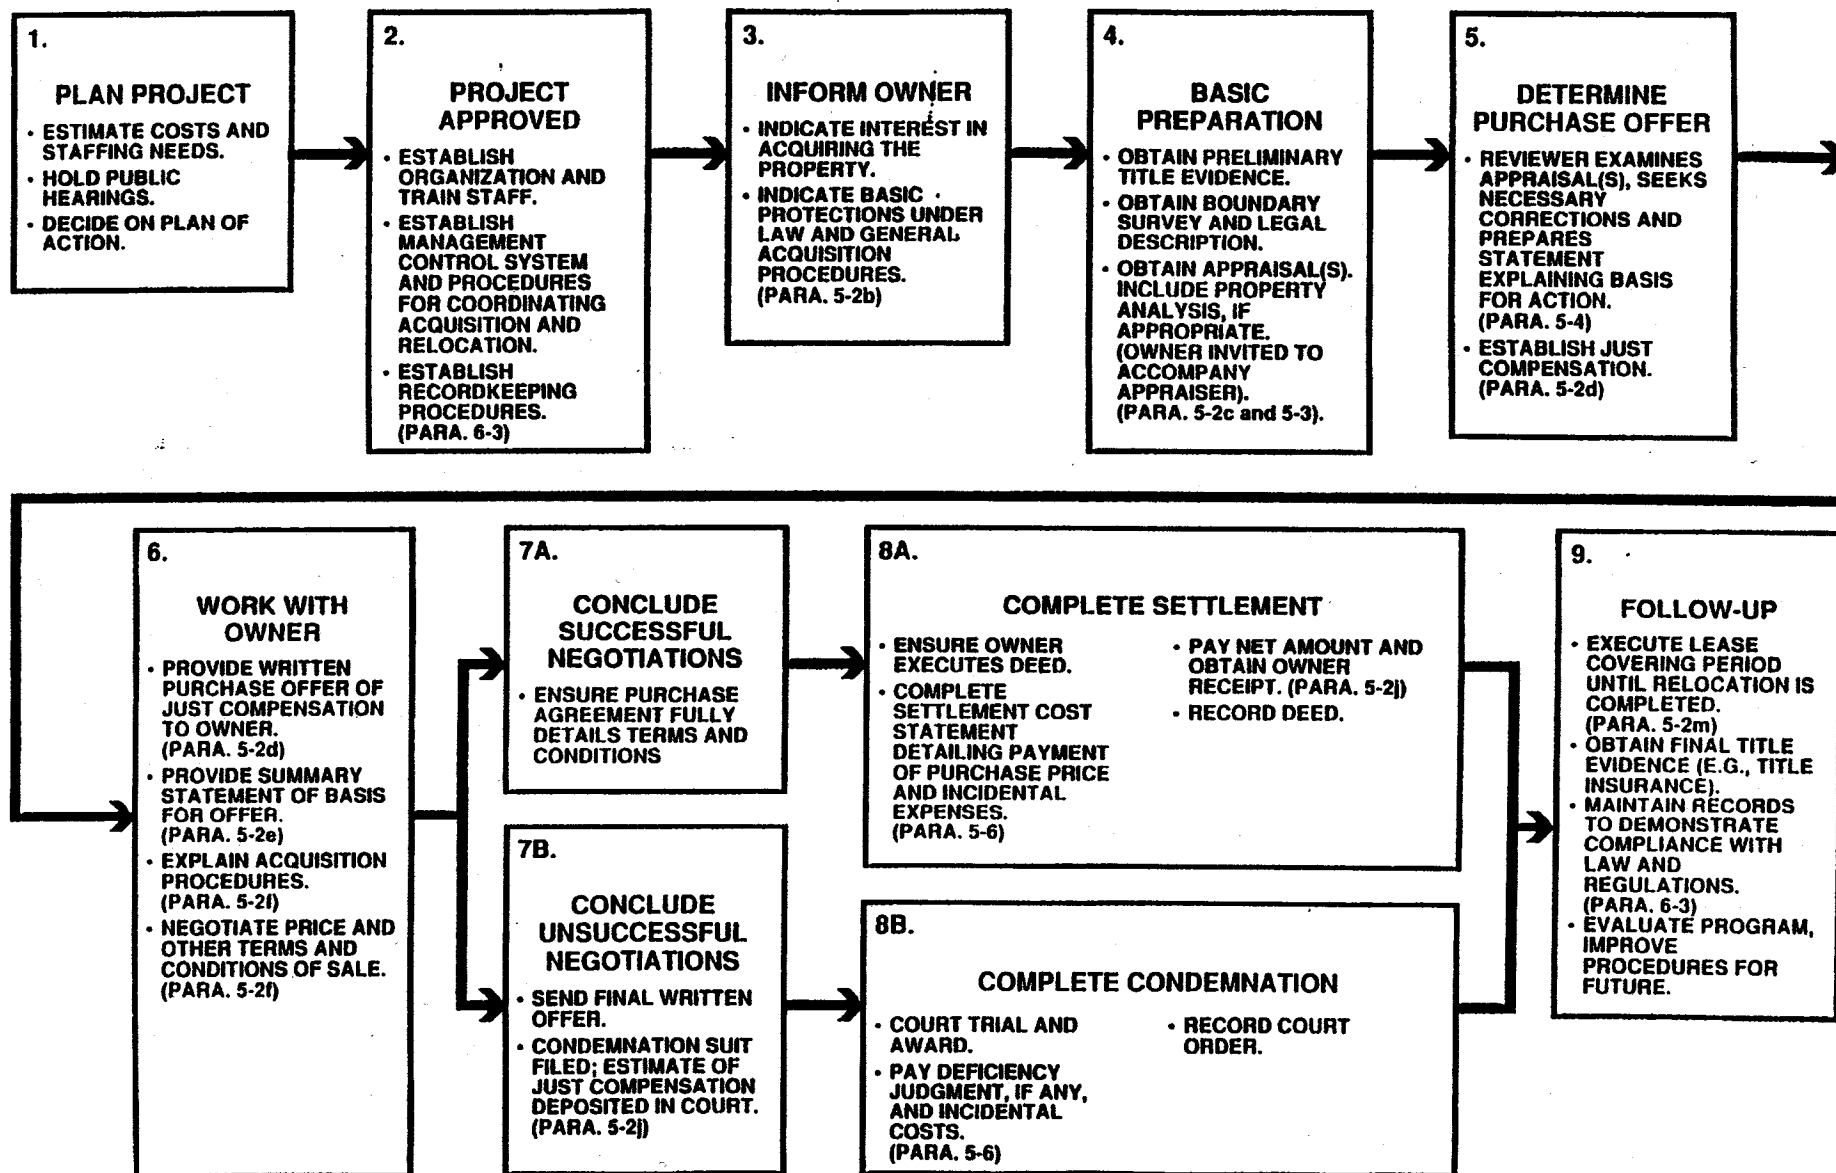 1.
PLAN PROJECT
• ESTIMATE COSTS AND
STAFFING NEEDS.
• HOLD PUBLIC
HEARINGS.
• DECIDE ON PLAN OF
ACTION.
2.
PROJECT
APPROVED
• ESTABLISH
ORGANIZATION AND
TRAIN STAFF.
• ESTABLISH
MANAGEMENT
CONTROL SYSTEM
AND PROCEDURES
FOR COORDINATING
ACQUISITION AND
RELOCATION.
• ESTABLISH
RECORDKEEPING
PROCEDURES.
(PARA. 6-3)
3.
INFORM OWNER
• INDICATE INTEREST IN
ACQUIRING THE
PROPERTY.
• INDICATE BASIC
PROTECTIONS UNDER
LAW AND GENERAL
ACQUISITION
PROCEDURES.
(PARA. 5-2b)
4.
BASIC
PREPARATION
• OBTAIN PRELIMINARY
TITLE EVIDENCE.
• OBTAIN BOUNDARY
SURVEY AND LEGAL
DESCRIPTION.
• OBTAIN APPRAISAL(S).
INCLUDE PROPERTY
ANALYSIS, IF
APPROPRIATE.
(OWNER INVITED TO
ACCOMPANY
APPRAISER).
(PARA. 5-2c and 5-3).
5.
DETERMINE
PURCHASE OFFER
• REVIEWER EXAMINES
APPRAISAL(S), SEEKS
NECESSARY
CORRECTIONS AND
PREPARES
STATEMENT
EXPLAINING BASIS
FOR ACTION.
(PARA. 5-4)
• ESTABLISH JUST
COMPENSATION.
(PARA. 5-2d)
6.
WORK WITH
OWNER
• PROVIDE WRITTEN
PURCHASE OFFER OF
JUST COMPENSATION
TO OWNER.
(PARA. 5-2d)
• PROVIDE SUMMARY
STATEMENT OF BASIS
FOR OFFER.
(PARA. 5-2e)
• EXPLAIN ACQUISITION
PROCEDURES.
(PARA. 5-2f)
• NEGOTIATE PRICE AND
OTHER TERMS AND
CONDITIONS OF SALE.
(PARA. 5-2f)
7A.
CONCLUDE
SUCCESSFUL
NEGOTIATIONS
• ENSURE PURCHASE
AGREEMENT FULLY
DETAILS TERMS AND
CONDITIONS
7B.
CONCLUDE
UNSUCCESSFUL
NEGOTIATIONS
• SEND FINAL WRITTEN
OFFER.
• CONDEMNATION SUIT
FILED; ESTIMATE OF
JUST COMPENSATION
DEPOSITED IN COURT.
(PARA. 5-2j)
8A.
COMPLETE SETTLEMENT
• ENSURE OWNER
EXECUTES DEED.
• COMPLETE
SETTLEMENT COST
STATEMENT
DETAILING PAYMENT
OF PURCHASE PRICE
AND INCIDENTAL
EXPENSES.
(PARA. 5-6)
• PAY NET AMOUNT AND
OBTAIN OWNER
RECEIPT. (PARA. 5-2j)
• RECORD DEED.
8B.
COMPLETE CONDEMNATION
• COURT TRIAL AND
AWARD.
• PAY DEFICIENCY
JUDGMENT, IF ANY,
AND INCIDENTAL
COSTS.
(PARA. 5-6)
• RECORD COURT
ORDER.
9.
FOLLOW-UP
• EXECUTE LEASE
COVERING PERIOD
UNTIL RELOCATION IS
COMPLETED.
(PARA. 5-2m)
• OBTAIN FINAL TITLE
EVIDENCE (E.G., TITLE
INSURANCE).
• MAINTAIN RECORDS
TO DEMONSTRATE
COMPLIANCE WITH
LAW AND
REGULATIONS.
(PARA. 6-3)
• EVALUATE PROGRAM,
IMPROVE
PROCEDURES FOR
FUTURE.